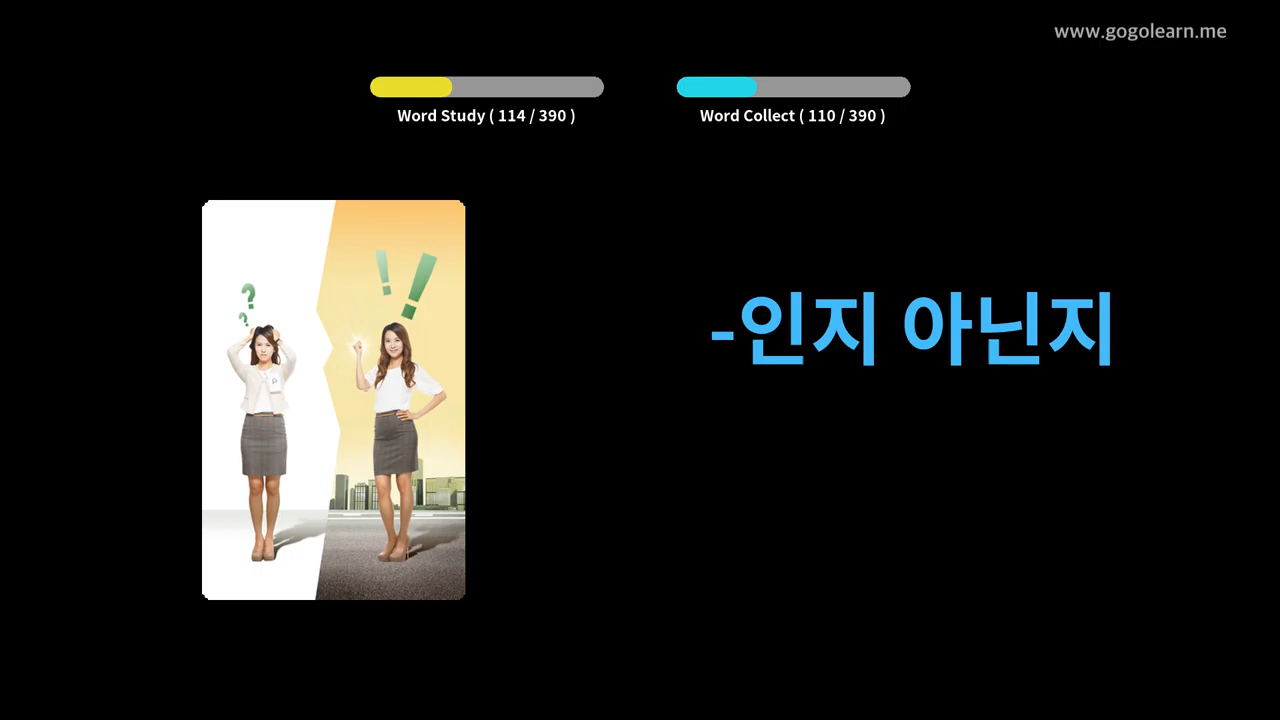 www.gogolearn.me
Word Study ( 114 / 390 )
Word Collect ( 110 / 390 )
? ?
! !
-인지 아닌지